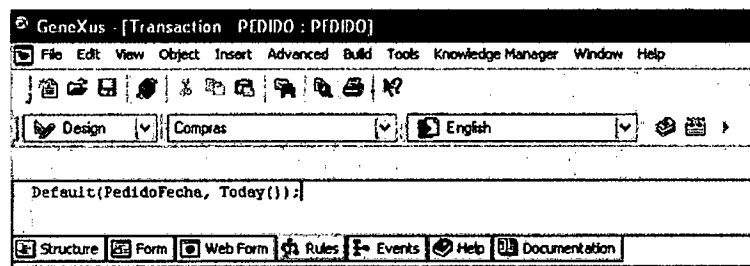 GeneXus - [Transaction PEDIDO : PEDIDO]
File Edit View Object Insert Advanced Build Tools Knowledge Manager Window Help
Design Compras English
Default(PedidoFecha, Today());
Structure Form Web Form Rules Events Help Documentation